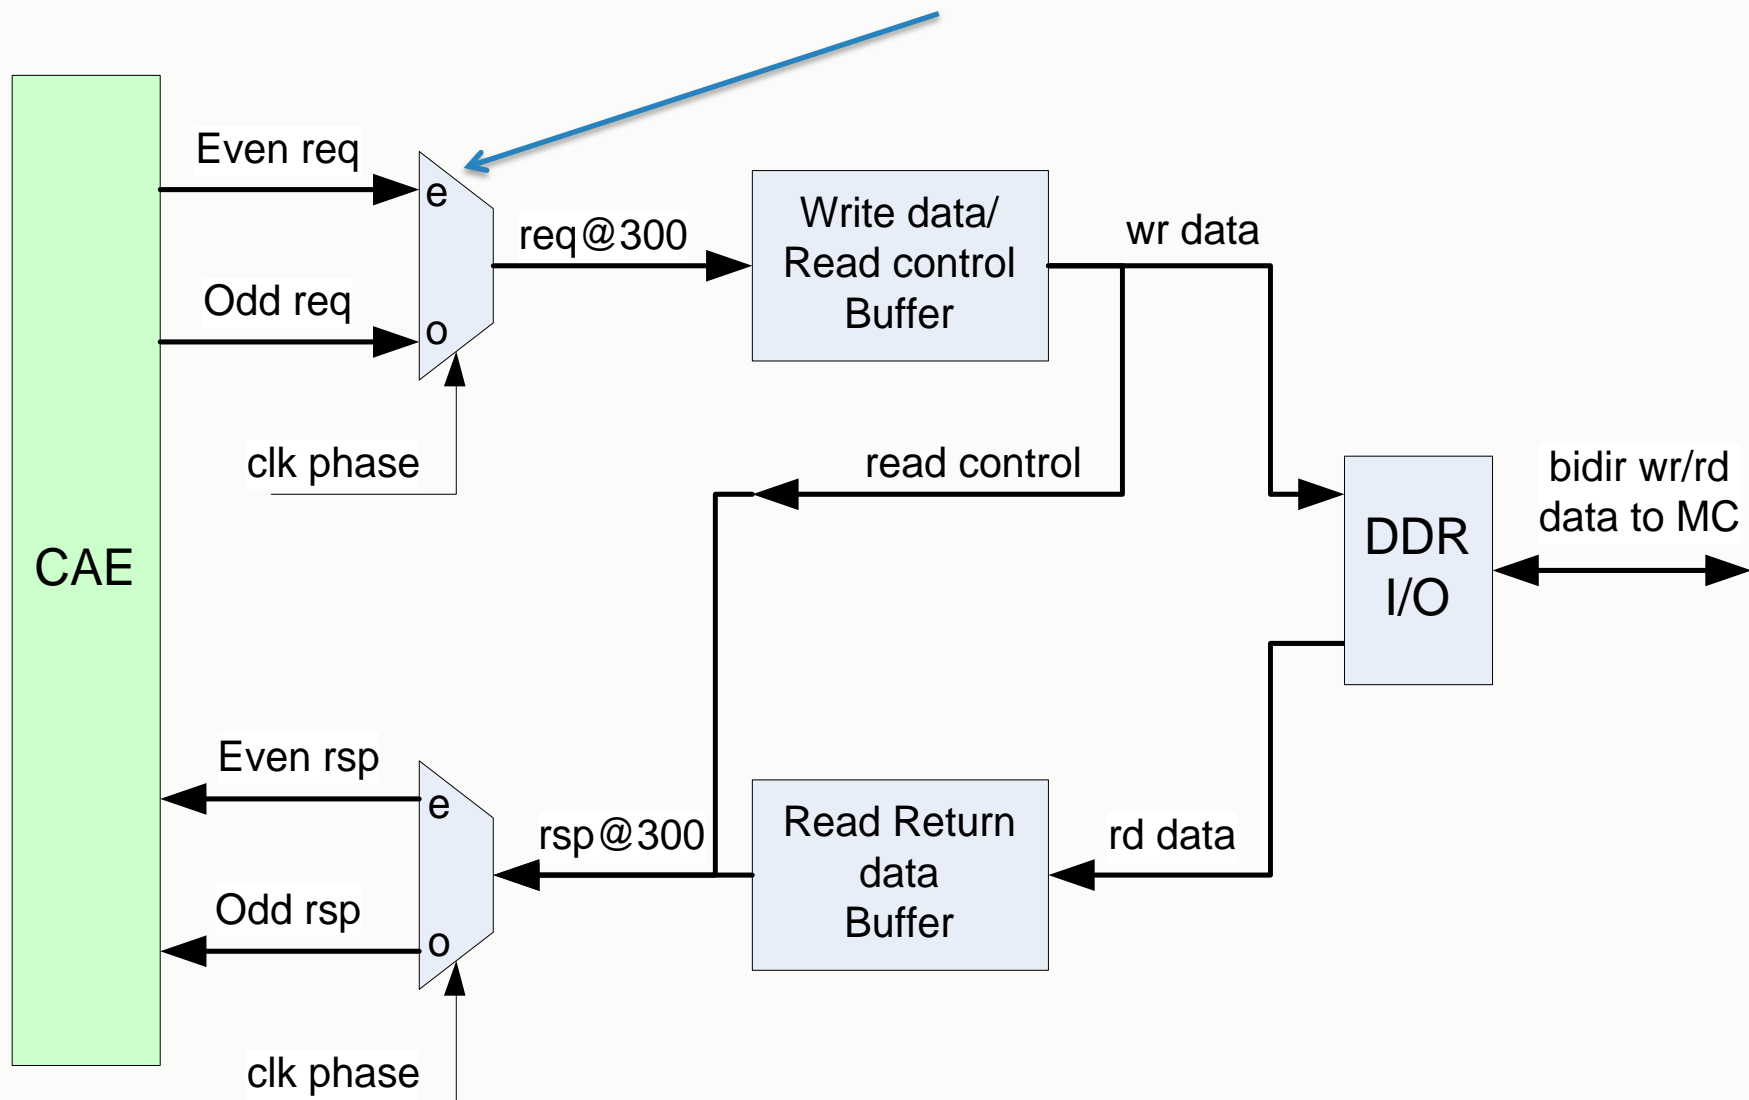 Even req
e
Write data/
Read control
Buffer
req@300
wr data
Odd req
o
clk phase
read control
bidir wr/rd
data to MC
CAE
DDR
I/O
Even rsp
e
rsp@300
Read Return
data
Buffer
rd data
Odd rsp
o
clk phase